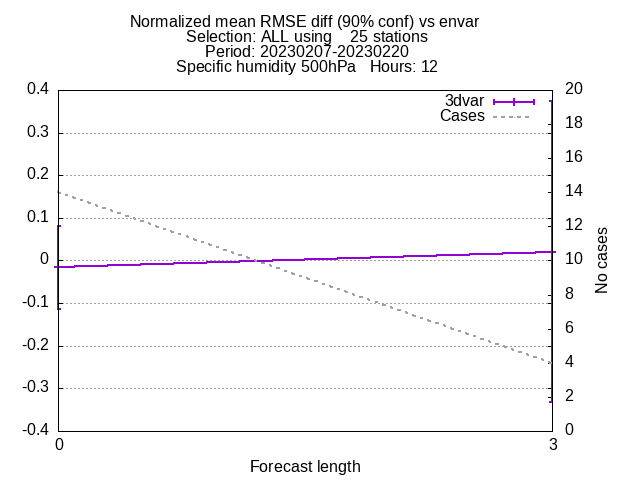 Normalized mean RMSE diff (90% conf) vs envar
Selection: ALL using    25 stations
Period: 20230207-20230220
Specific humidity 500hPa   Hours: 12
3dvar
Cases
0.4
0.3
0.2
0.1
0
-0.1
-0.2
-0.3
-0.4
20
18
16
14
12
10
8
6
4
2
0
No cases
0
3
Forecast length